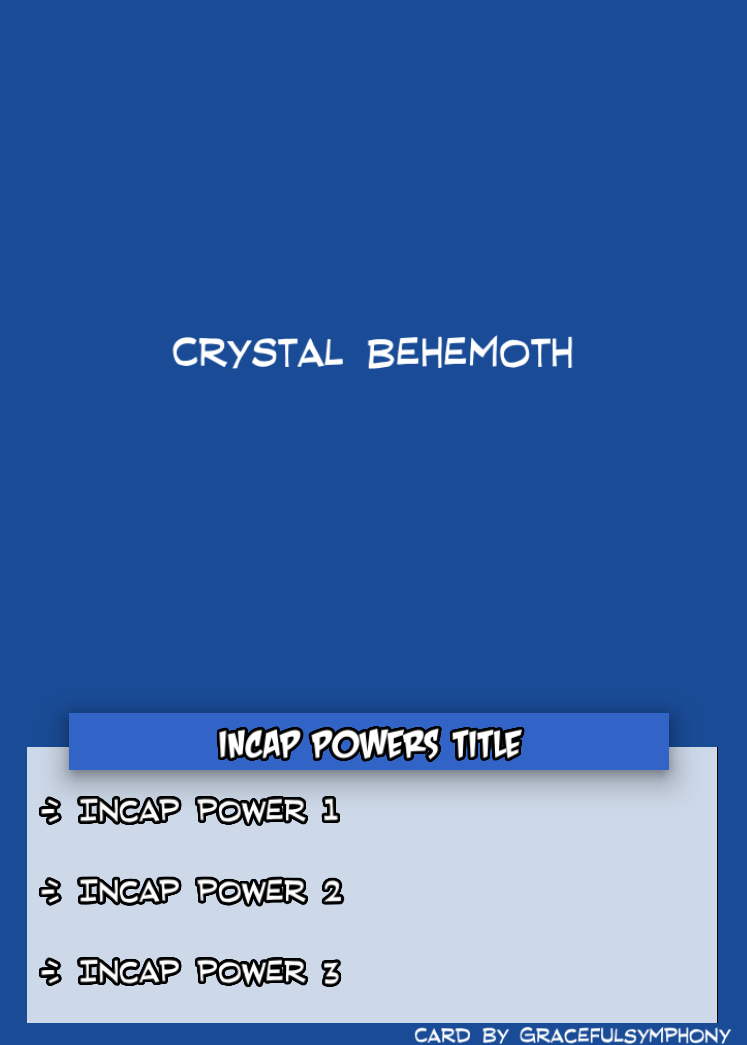 CRYSTAL BEHEMOTH
INCAP POWERS TITLE
INCAP POWER 1
INCAP POWER 2
INCAP POWER 3
CARD BY GRACEFULSYMPHONY